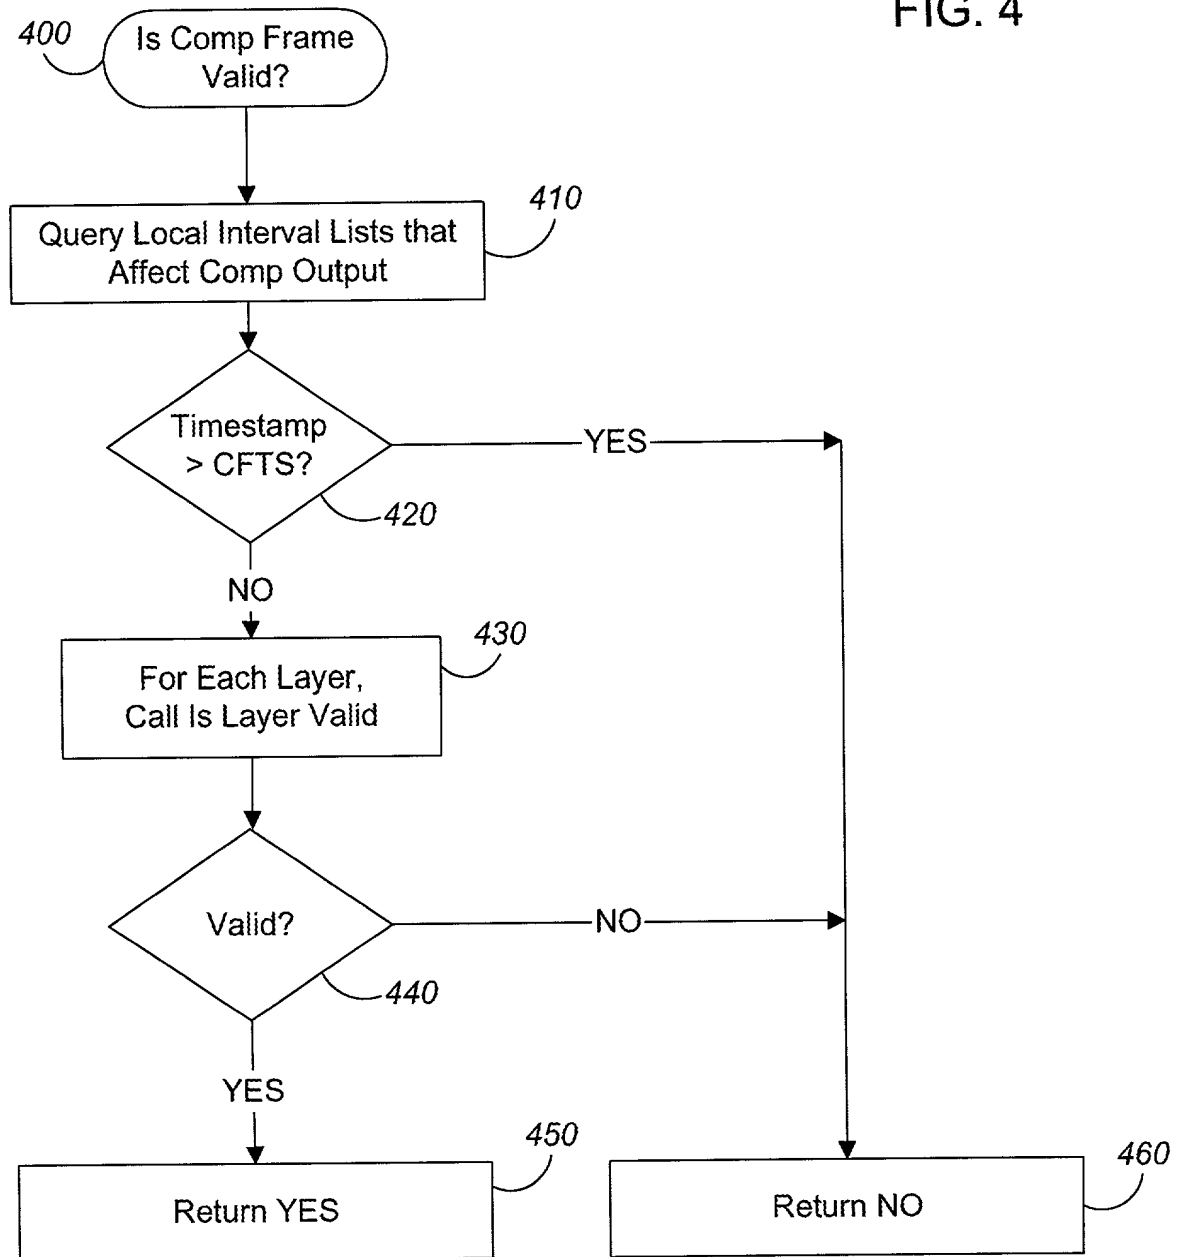 FIG. 4
400
Is Comp Frame
Valid?
410
Query Local Interval Lists that
Affect Comp Output
Timestamp
> CFTS?
YES
420
NO
430
For Each Layer,
Call Is Layer Valid
Valid?
NO
440
YES
450
Return YES
460
Return NO